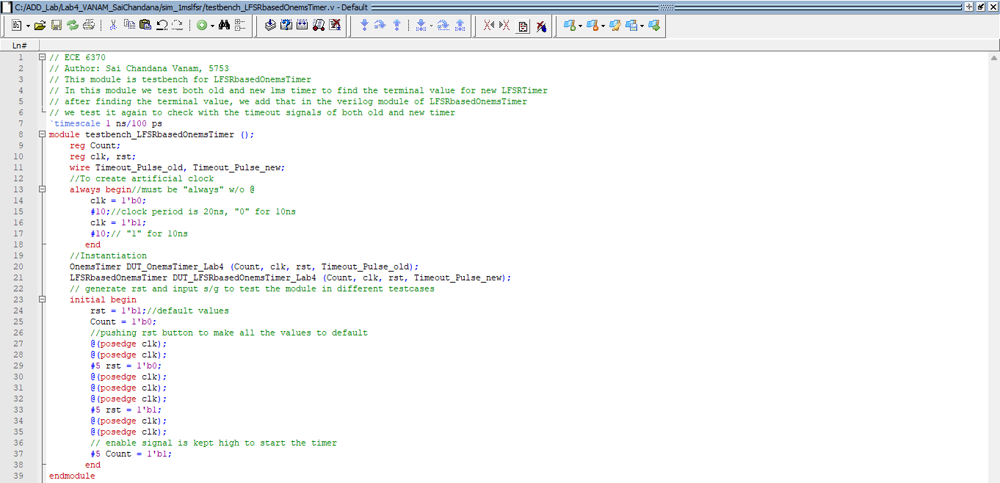 C:/ADD_Lab/Lab4_VANAM_SaiChandana/sim_1mslfsr/testbench_LFSRbasedOnemsTimer.v - Default
Ln#
1 // ECE 6370
2 // Author: Sai Chandana Vanam, 5753
3 // This module is testbench for LFSRbasedOnemsTimer
4 // In this module we test both old and new 1ms timer to find the terminal value for new LFSRTimer
5 // after finding the terminal value, we add that in the verilog module of LFSRbasedOnemsTimer
6 // we test it again to check with the timeout signals of both old and new timer
7 `timescale 1 ns/100 ps
8 module testbench_LFSRbasedOnemsTimer ();
9 reg Count;
10 reg clk, rst;
11 wire Timeout_Pulse_old, Timeout_Pulse_new;
12 //To create artificial clock
13 always begin//must be "always" w/o @
14 clk = 1'b0;
15 #10;//clock period is 20ns, "0" for 10ns
16 clk = 1'b1;
17 #10;// "1" for 10ns
18 end
19 //Instantiation
20 OnemsTimer DUT_OnemsTimer_Lab4 (Count, clk, rst, Timeout_Pulse_old);
21 LFSRbasedOnemsTimer DUT_LFSRbasedOnemsTimer_Lab4 (Count, clk, rst, Timeout_Pulse_new);
22 // generate rst and input s/g to test the module in different testcases
23 initial begin
24 rst = 1'b1;//default values
25 Count = 1'b0;
26 //pushing rst button to make all the values to default
27 @(posedge clk);
28 @(posedge clk);
29 #5 rst = 1'b0;
30 @(posedge clk);
31 @(posedge clk);
32 @(posedge clk);
33 #5 rst = 1'b1;
34 @(posedge clk);
35 @(posedge clk);
36 // enable signal is kept high to start the timer
37 #5 Count = 1'b1;
38 end
39 endmodule